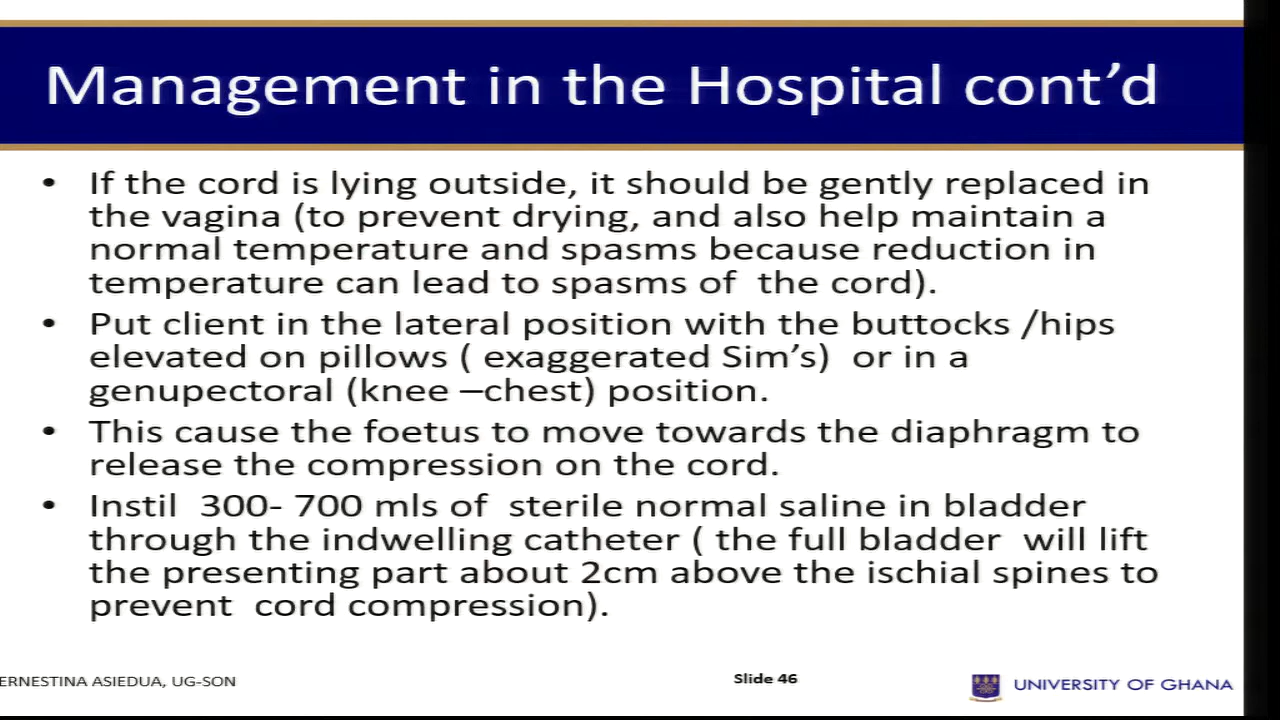 Management in the Hospital cont’d
• If the cord is lying outside, it should be gently replaced in
the vagina (to prevent drying, and also help maintain a
normal temperature and spasms because reduction in
temperature can lead to spasms of the cord).
• Put client in the lateral position with the buttocks /hips
elevated on pillows ( exaggerated Sim’s) or in a
genupectoral (knee –chest) position.
• This cause the foetus to move towards the diaphragm to
release the compression on the cord.
• Instil 300- 700 mls of sterile normal saline in bladder
through the indwelling catheter ( the full bladder will lift
the presenting part about 2cm above the ischial spines to
prevent cord compression).
ERNESTINA ASIEDUA, UG-SON
Slide 46
UNIVERSITY OF GHANA